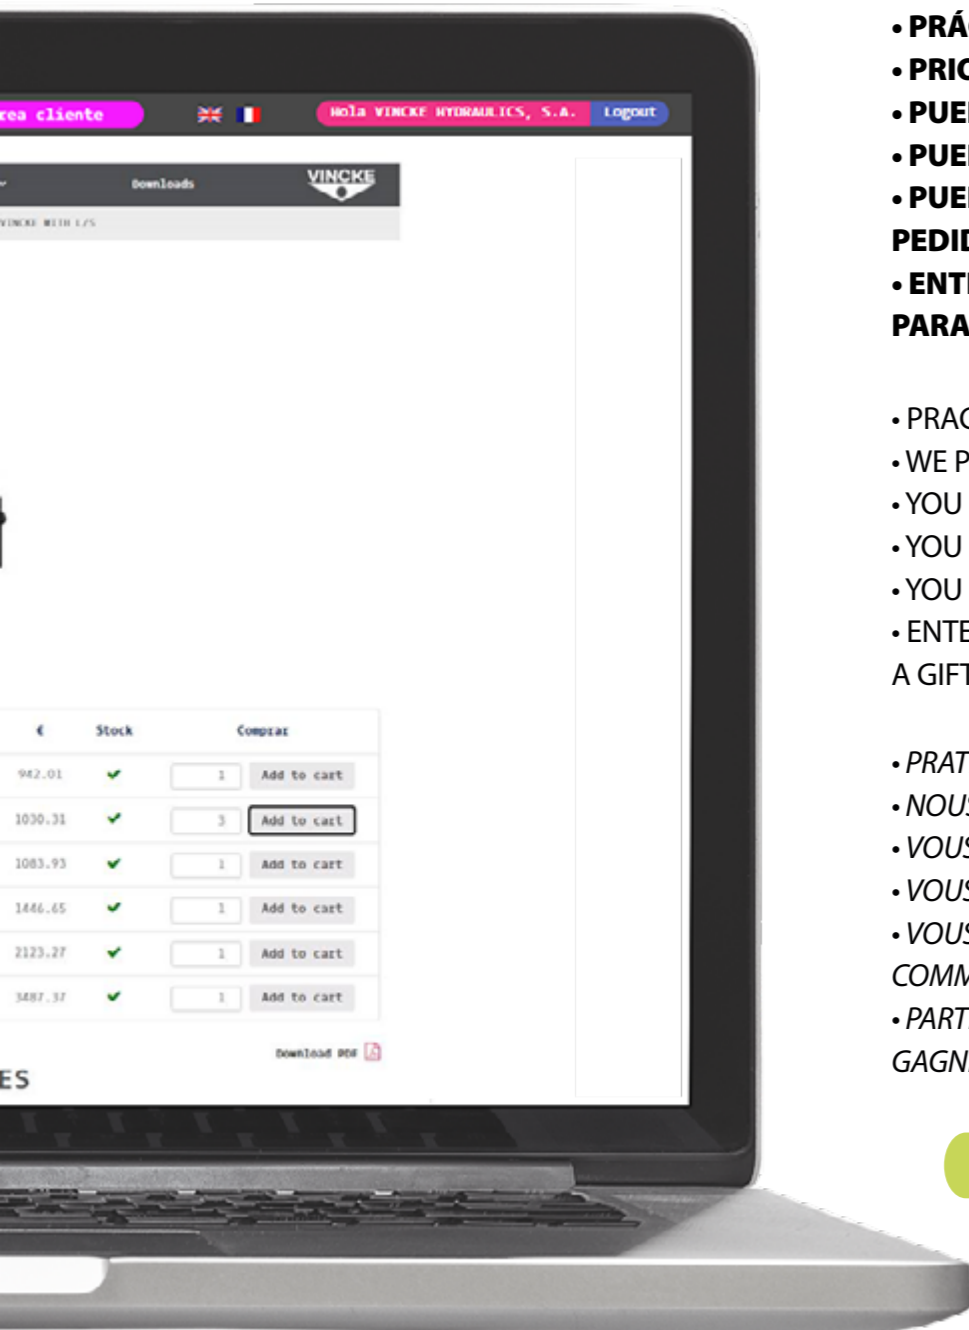 rea cliente
Hola VINCKE HYDRAULICS, S.A. Logout
Downloads
VINCKE
VINCKE WITH L/S
€ Stock Comprar
942.01 1 Add to cart
1030.31 3 Add to cart
1083.93 1 Add to cart
1446.65 1 Add to cart
2123.27 1 Add to cart
3487.37 1 Add to cart
Download PDF
ES
• PRÁ
• PRIO
• PUE
• PUE
• PUE
PEDID
• ENT
PARA
• PRAC
• WE P
• YOU
• YOU
• YOU
• ENTE
A GIFT
• PRAT
• NOUS
• VOUS
• VOUS
• VOUS
COMM
• PART
GAGN